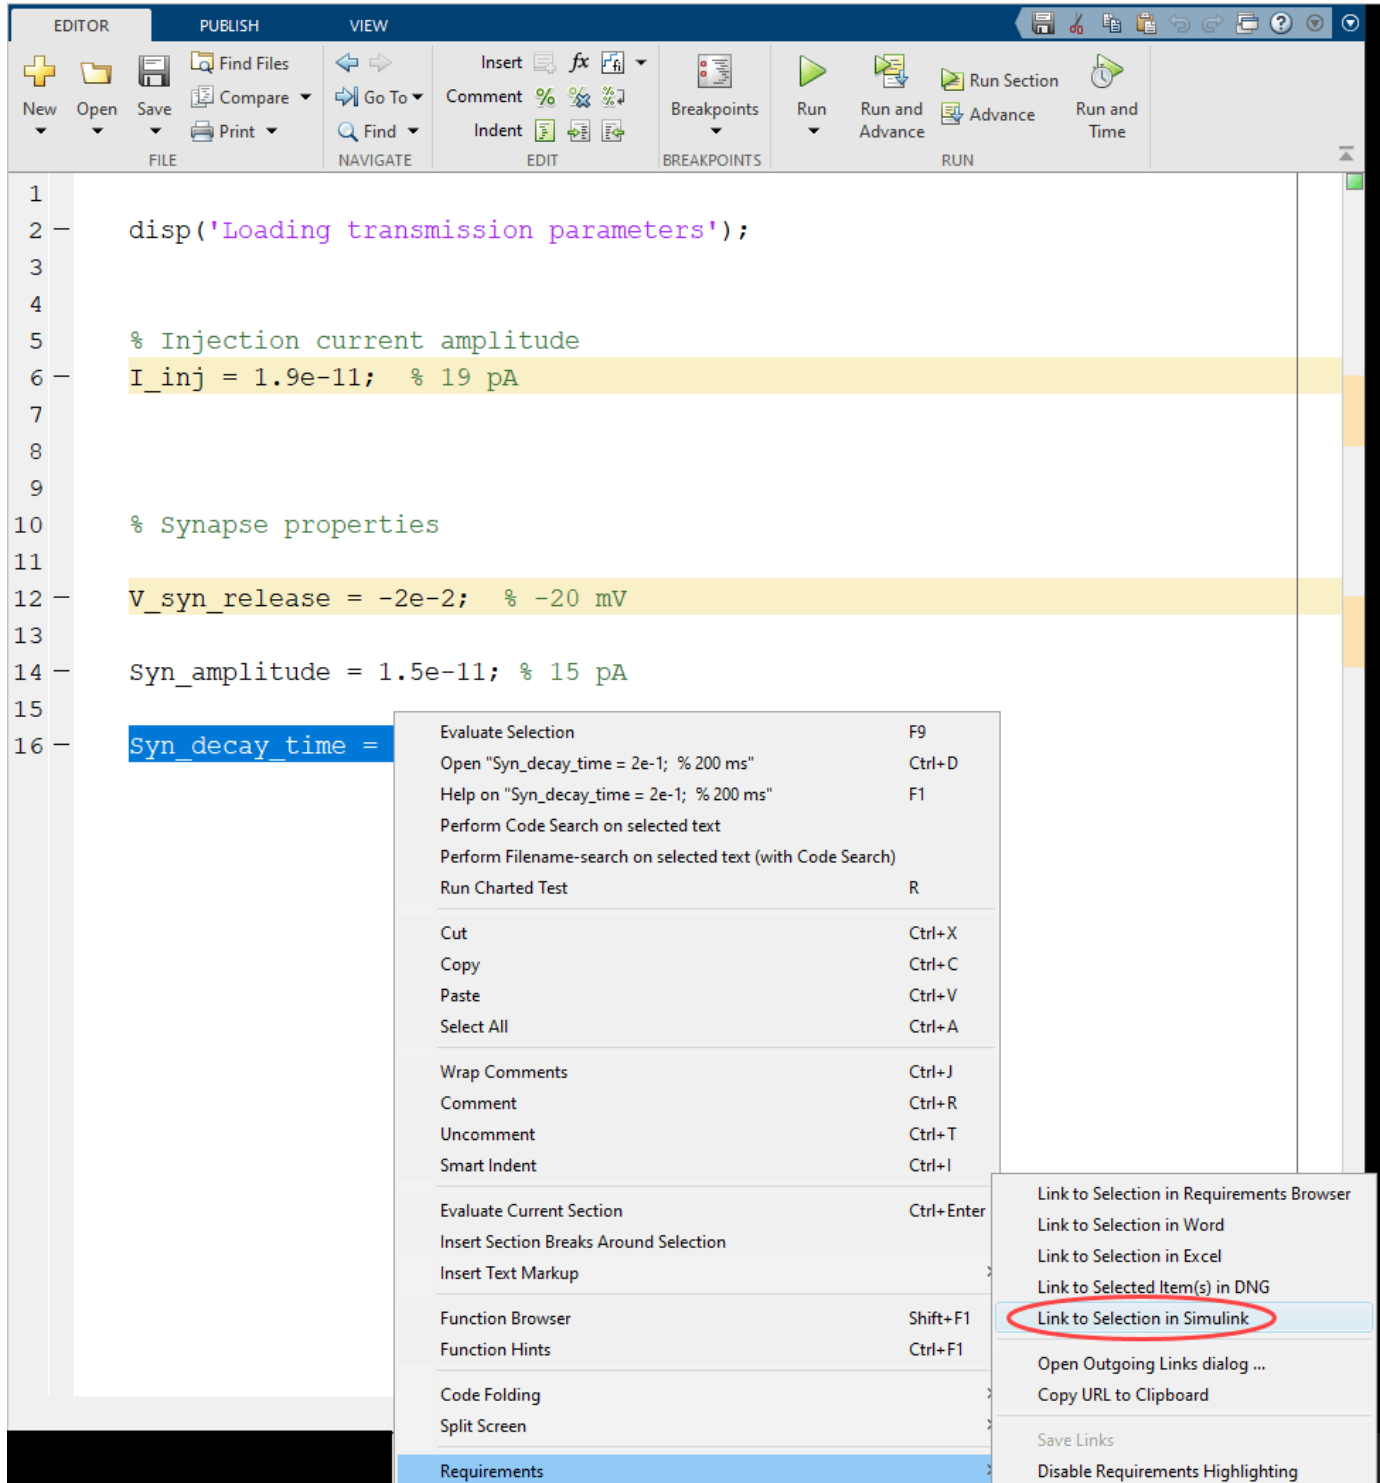 EDITOR PUBLISH VIEW
Find Files Insert fx
New Open Save Compare Go To Comment Breakpoints Run Run and Advance Run Section Advance Run and Time
Print Find Indent
FILE NAVIGATE EDIT BREAKPOINTS RUN
1
2 – disp('Loading transmission parameters');
3
4
5 % Injection current amplitude
6 – I_inj = 1.9e-11; % 19 pA
7
8
9
10 % Synapse properties
11
12 – V_syn_release = -2e-2; % -20 mV
13
14 – Syn_amplitude = 1.5e-11; % 15 pA
15
16 – Syn_decay_time =
Evaluate Selection F9
Open "Syn_decay_time = 2e-1; % 200 ms" Ctrl+D
Help on "Syn_decay_time = 2e-1; % 200 ms" F1
Perform Code Search on selected text
Perform Filename-search on selected text (with Code Search)
Run Charted Test R
Cut Ctrl+X
Copy Ctrl+C
Paste Ctrl+V
Select All Ctrl+A
Wrap Comments Ctrl+J
Comment Ctrl+R
Uncomment Ctrl+T
Smart Indent Ctrl+I
Evaluate Current Section Ctrl+Enter
Insert Section Breaks Around Selection
Insert Text Markup
Function Browser Shift+F1
Function Hints Ctrl+F1
Code Folding
Split Screen
Requirements
Link to Selection in Requirements Browser
Link to Selection in Word
Link to Selection in Excel
Link to Selected Item(s) in DNG
Link to Selection in Simulink
Open Outgoing Links dialog ...
Copy URL to Clipboard
Save Links
Disable Requirements Highlighting